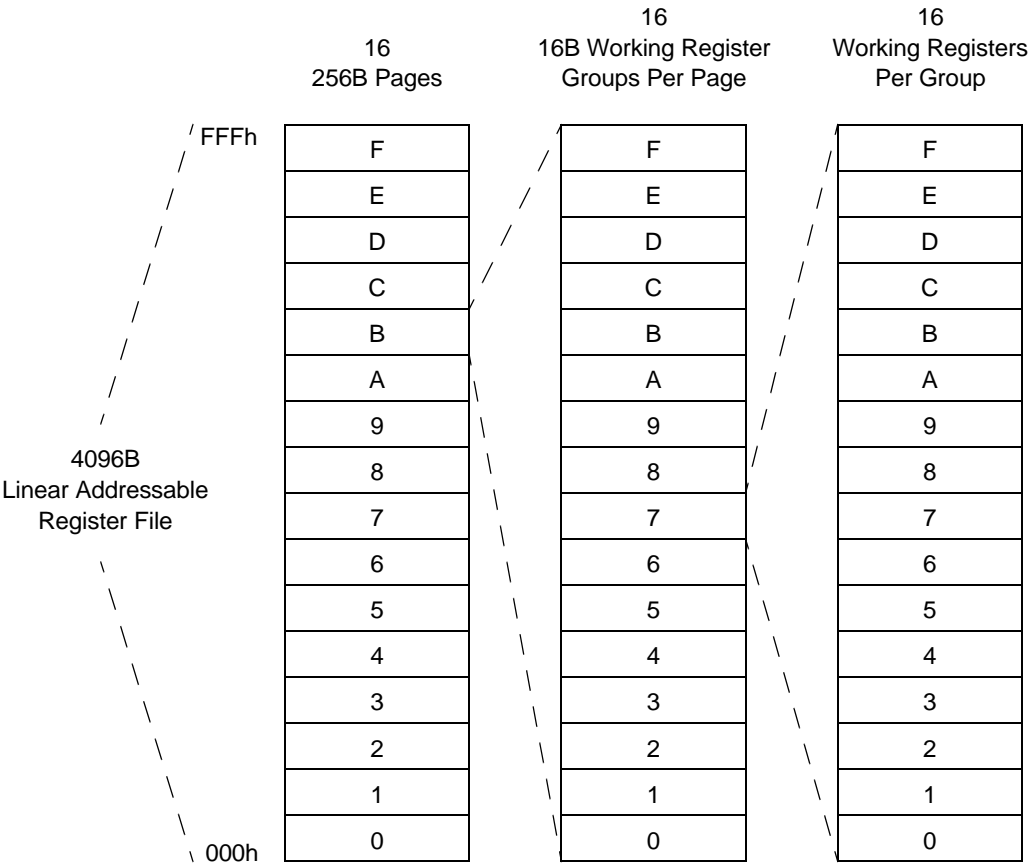 16
256B Pages
16
16B Working Register
Groups Per Page
16
Working Registers
Per Group
FFFh
4096B
Linear Addressable
Register File
000h
F
E
D
C
B
A
9
8
7
6
5
4
3
2
1
0
F
E
D
C
B
A
9
8
7
6
5
4
3
2
1
0
F
E
D
C
B
A
9
8
7
6
5
4
3
2
1
0